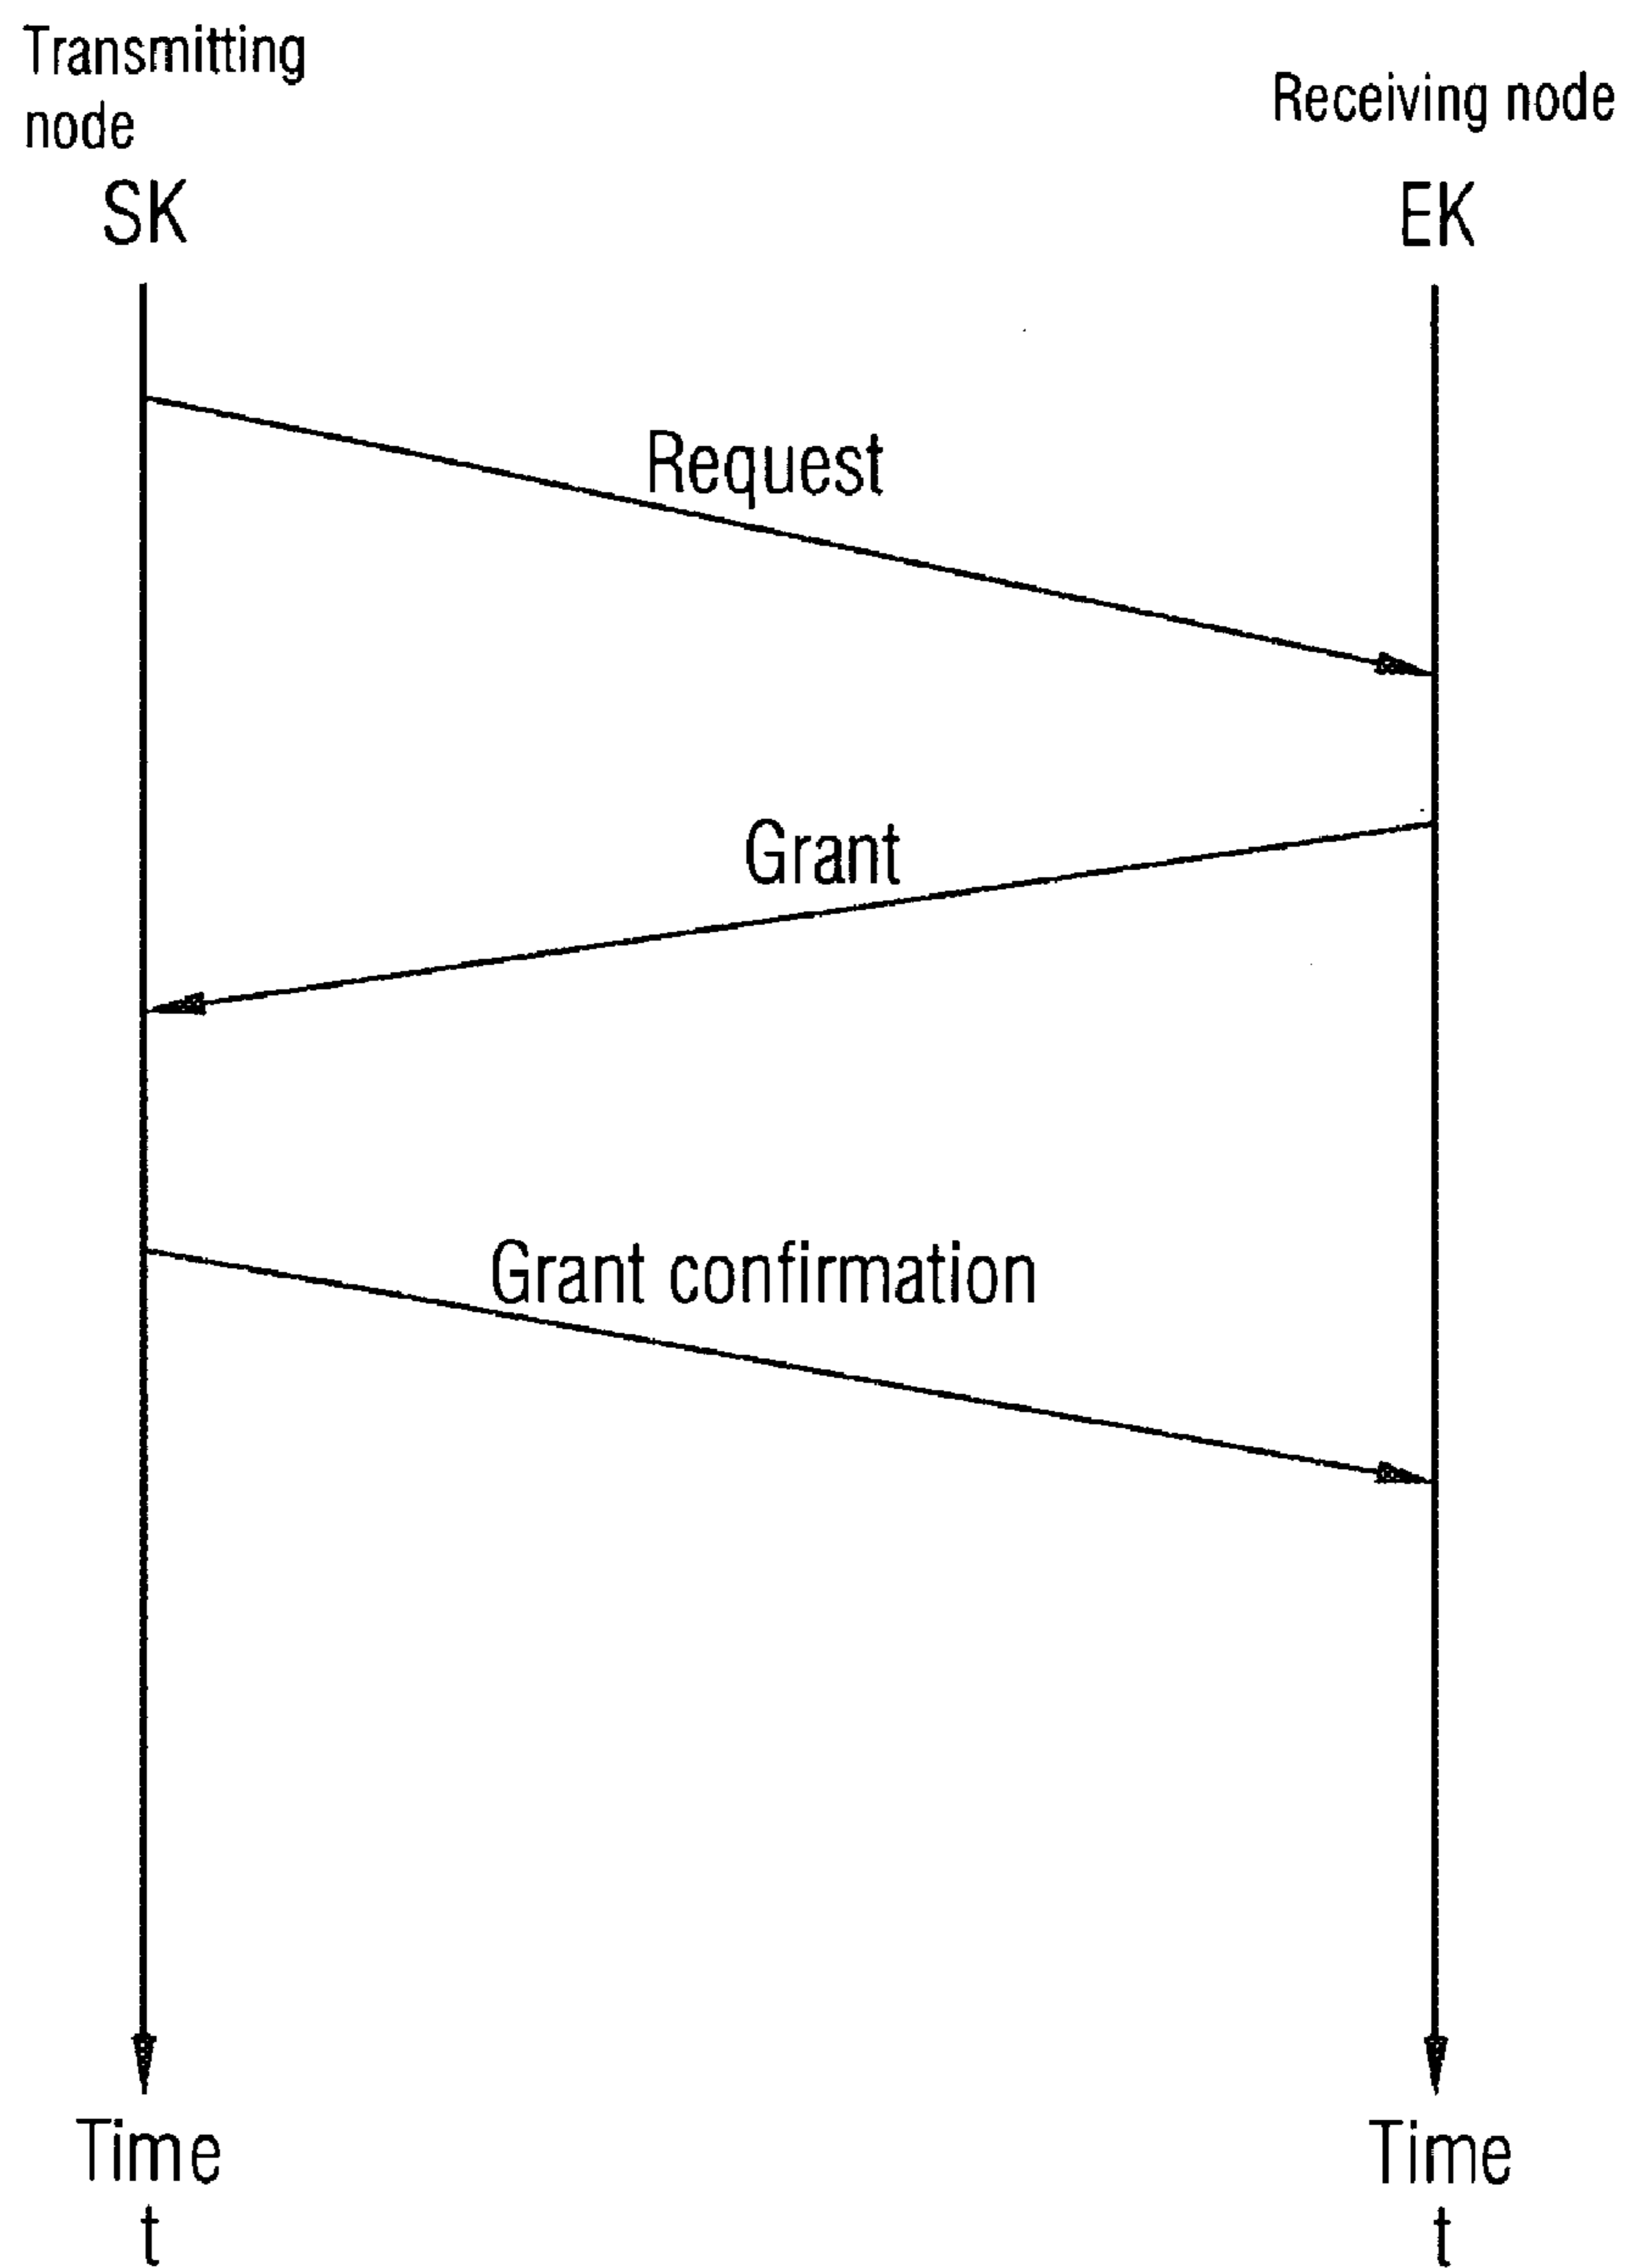 Transmitting
node
SK
Receiving node
EK
Request
Grant
Grant confirmation
Time
t
Time
t